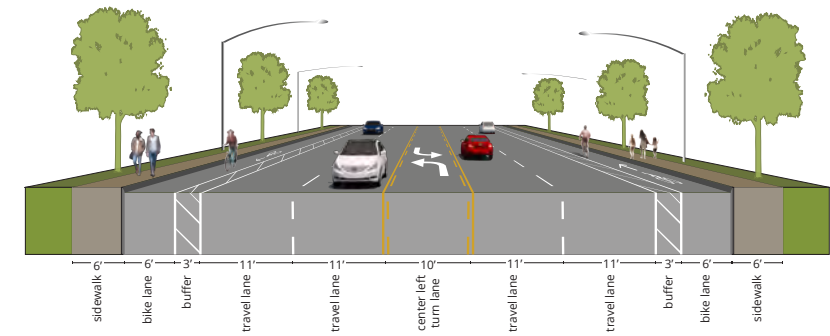 6’ 6’ 3’ 11’ 11’ 10’ 11’ 11’ 3’ 6’ 6’
sidewalk
bike lane
buffer
travel lane
travel lane
center left
turn lane
travel lane
travel lane
buffer
bike lane
sidewalk